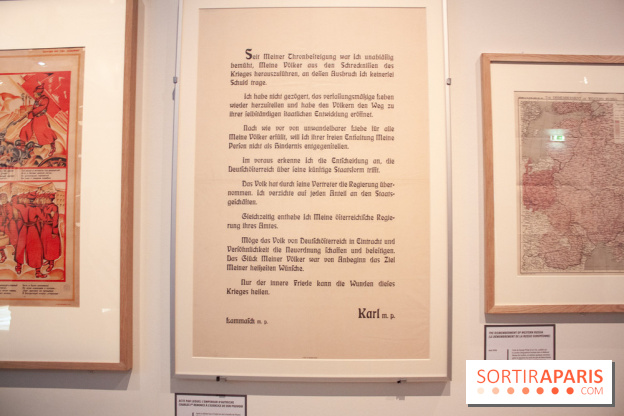 Seit Meiner Thronbesteigung war ich unablässig
bemüht, Meine Völker aus den Schrecknissen des
Krieges herauszuführen, an dessen Ausbruch ich keinerlei
Schuld trage.
Ich habe nicht gezögert, das verfassungsmäßige Leben
wieder herzustellen und habe den Völkern den Weg zu
ihrer selbständigen staatlichen Entwicklung eröffnet.
Nach wie vor von unwandelbarer Liebe für alle
Meine Völker erfüllt, will ich ihrer freien Entfaltung Meine
Person nicht als Hindernis entgegenstellen.
Im voraus erkenne ich die Entscheidung an, die
Deutschösterreich über seine künftige Staatsform trifft.
Das Volk hat durch seine Vertreter die Regierung über-
nommen. Ich verzichte auf jeden Anteil an den Staats-
geschäften.
Gleichzeitig enthebe ich Meine österreichische Regie-
rung ihres Amtes.
Möge das Volk von Deutschösterreich in Eintracht und
Versöhnlichkeit die Neuordnung schaffen und befestigen.
Das Glück Meiner Völker war von Anbeginn das Ziel
Meiner heißesten Wünsche.
Nur der innere Friede kann die Wunden dieses
Krieges heilen.
Karl m. p.
Lammasch m. p.
SORTIRAPARIS
COM